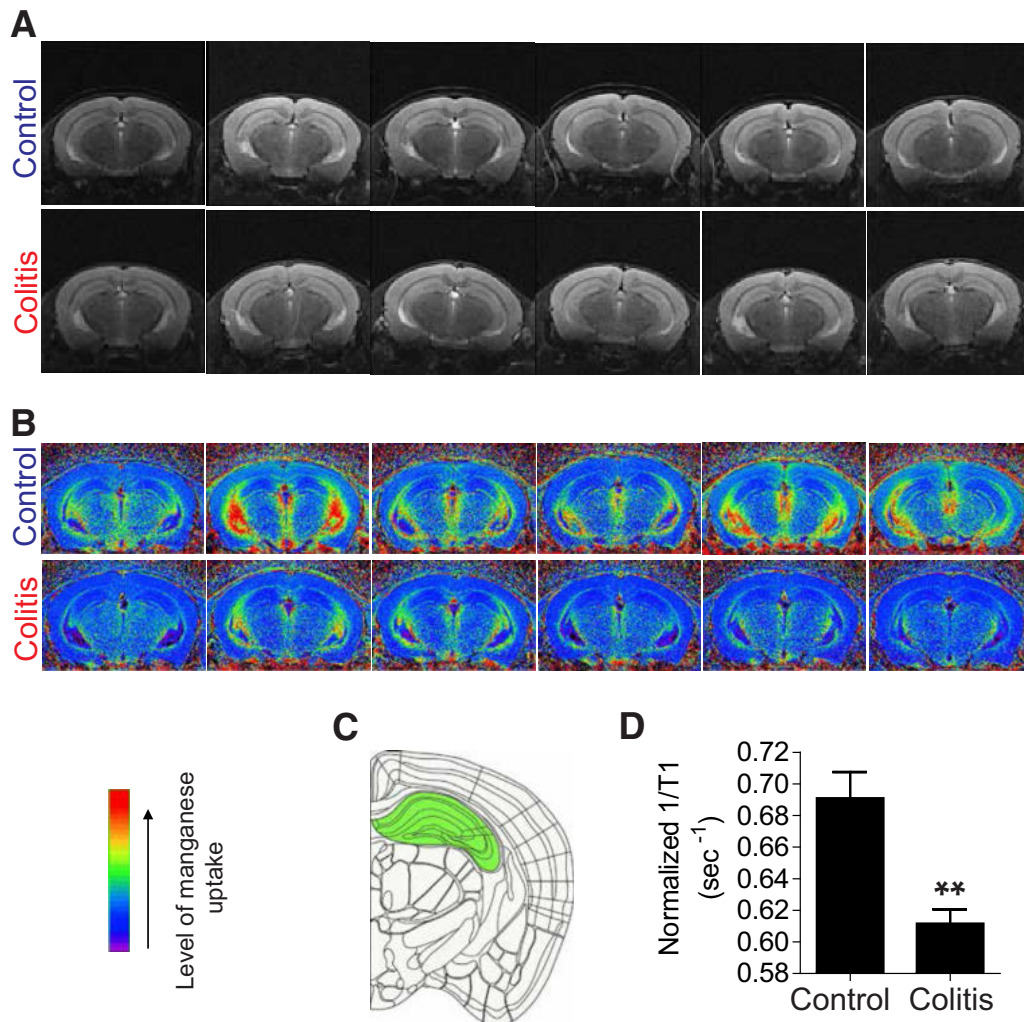 A
Control
Colitis
B
Control
Colitis
Level of manganese
uptake
C
D
Normalized 1/T1
(sec⁻¹)
0.72
0.70
0.68
0.66
0.64
0.62
0.60
0.58
**
Control Colitis